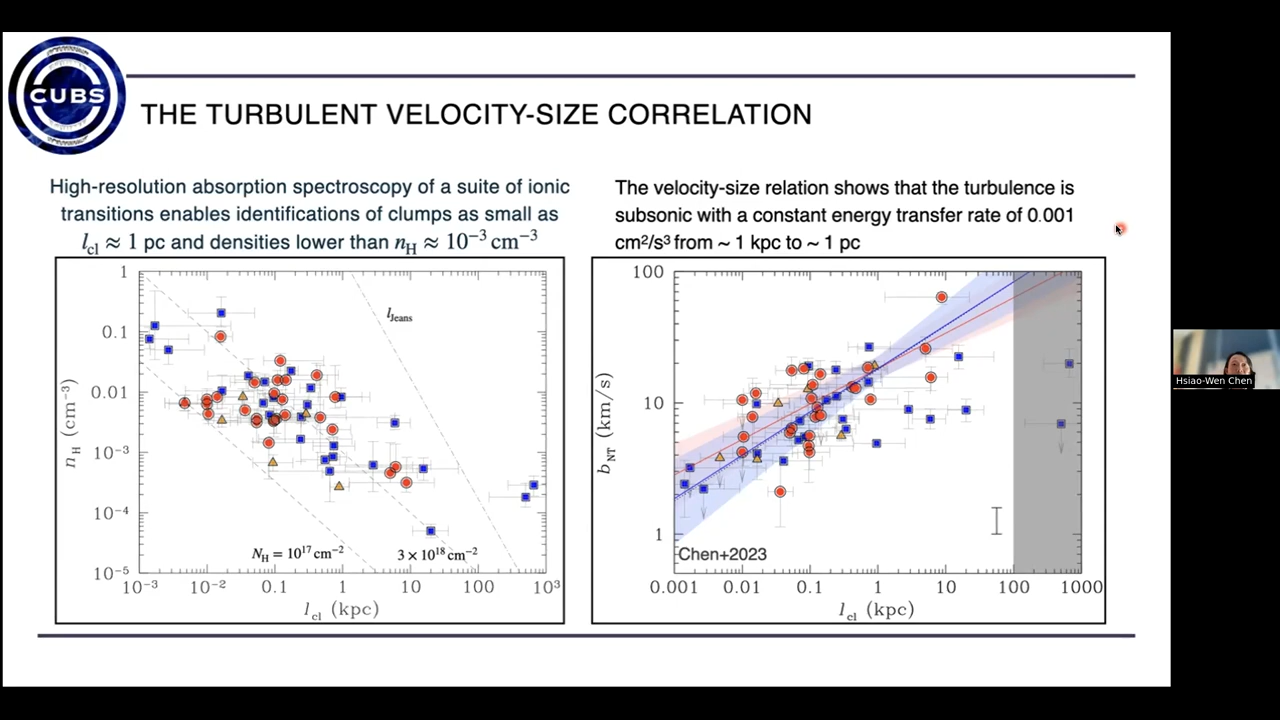 CUBS
THE TURBULENT VELOCITY-SIZE CORRELATION
High-resolution absorption spectroscopy of a suite of ionic
transitions enables identifications of clumps as small as
l_cl ≈ 1 pc and densities lower than n_H ≈ 10⁻³ cm⁻³
The velocity-size relation shows that the turbulence is
subsonic with a constant energy transfer rate of 0.001
cm²/s³ from ~ 1 kpc to ~ 1 pc
1
0.1
0.01
10⁻³
10⁻⁴
10⁻⁵
n_H (cm⁻³)
l_Jeans
N_H = 10¹⁷ cm⁻²
3 × 10¹⁸ cm⁻²
10⁻³ 10⁻² 0.1 1 10 100 10³
l_cl (kpc)
100
10
1
b_NT (km/s)
Chen+2023
0.001 0.01 0.1 1 10 100 1000
l_cl (kpc)
Hsiao-Wen Chen